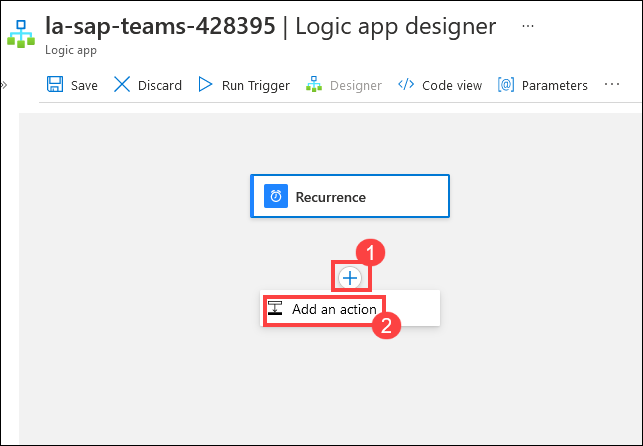 la-sap-teams-428395 | Logic app designer ...
Logic app
» Save Discard Run Trigger Designer Code view Parameters ...
Recurrence
1
Add an action
2